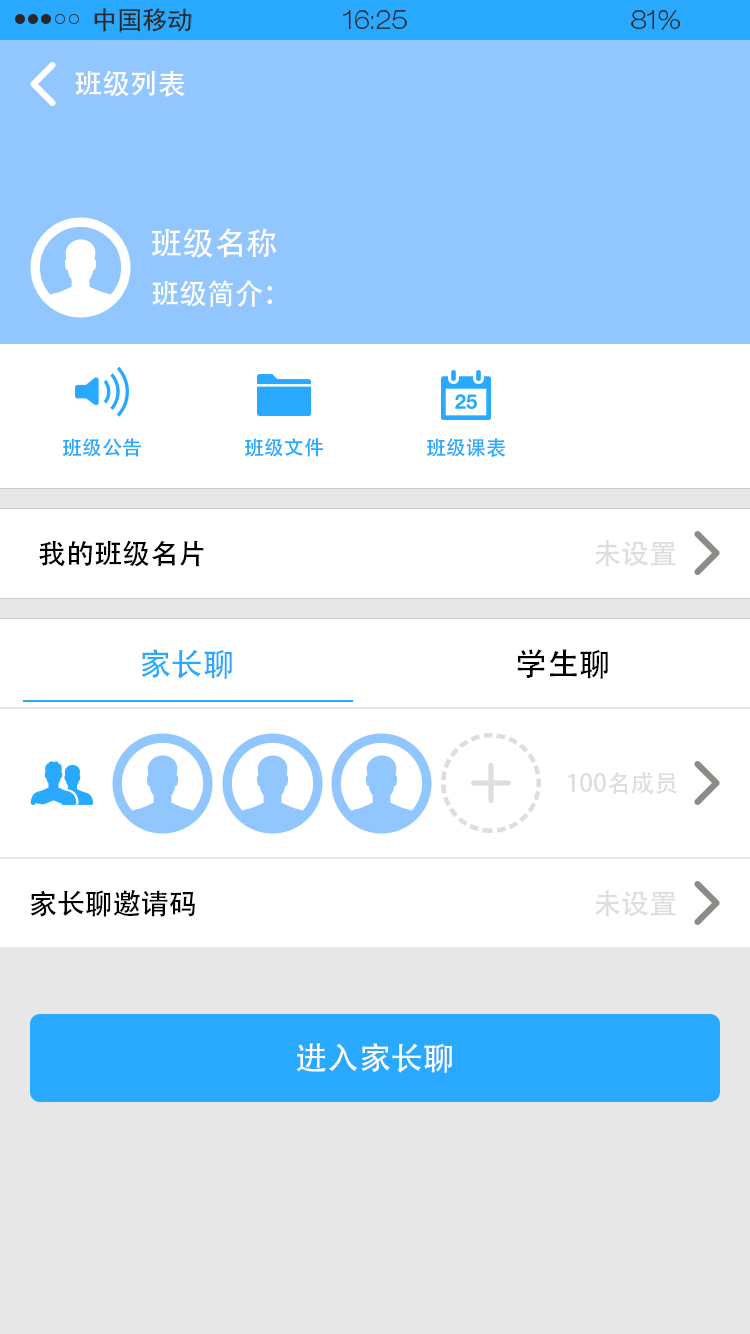 中国移动 16:25 81%
班级列表
班级名称
班级简介：
25
班级公告 班级文件 班级课表
我的班级名片 未设置
家长聊 学生聊
100名成员
家长聊邀请码 未设置
进入家长聊